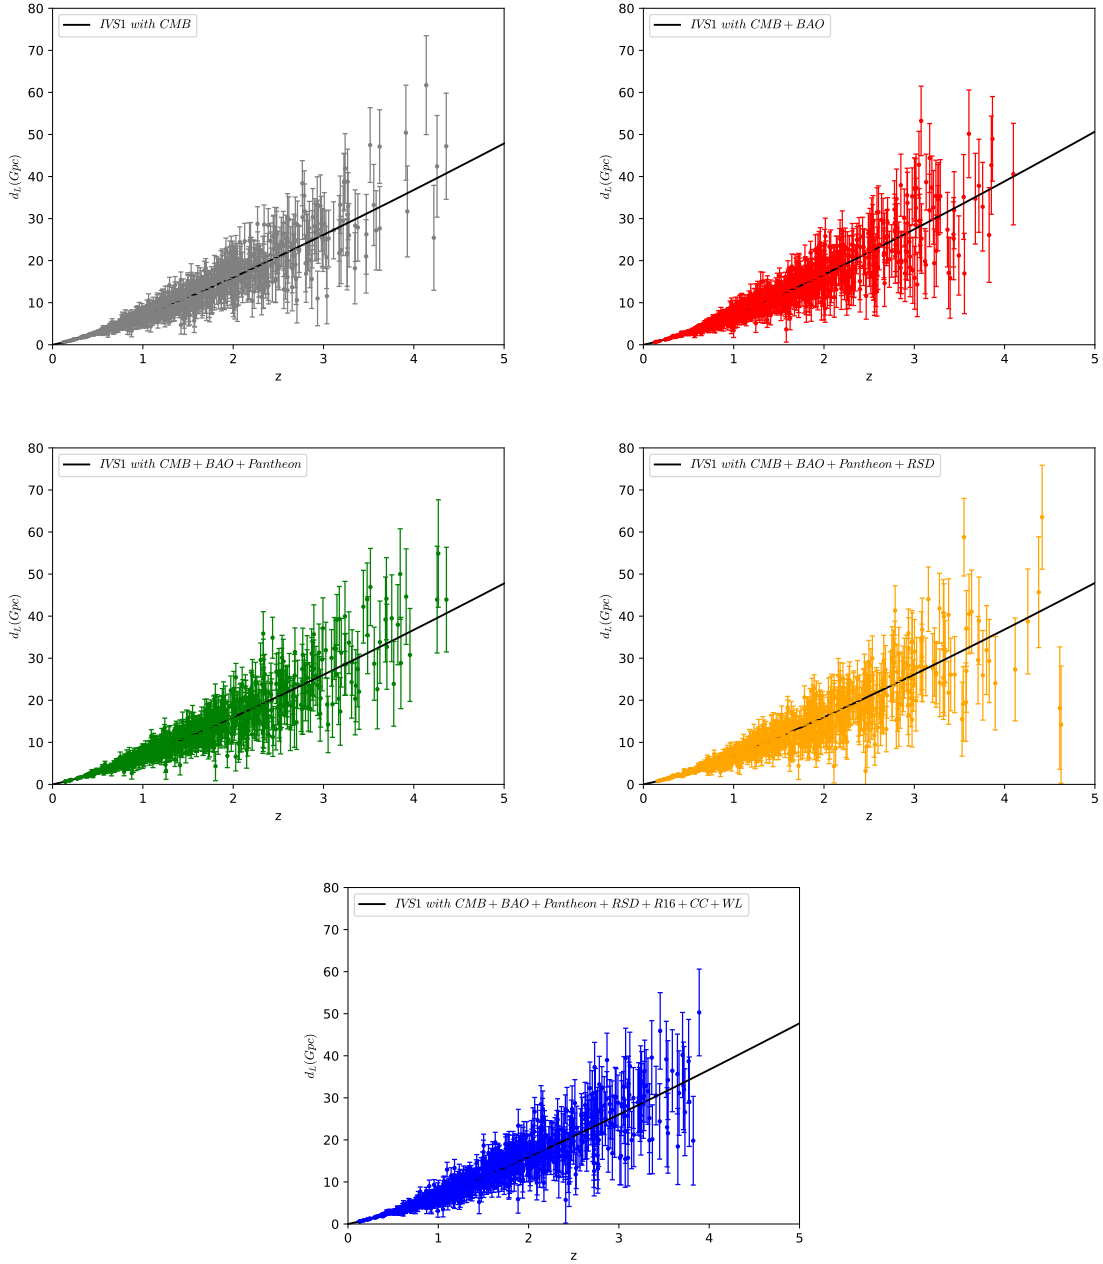 IVS1 with CMB
d_L(Gpc)
80
70
60
50
40
30
20
10
0
0 1 2 3 4 5
z
IVS1 with CMB + BAO
d_L(Gpc)
80
70
60
50
40
30
20
10
0
0 1 2 3 4 5
z
IVS1 with CMB + BAO + Pantheon
d_L(Gpc)
80
70
60
50
40
30
20
10
0
0 1 2 3 4 5
z
IVS1 with CMB + BAO + Pantheon + RSD
d_L(Gpc)
80
70
60
50
40
30
20
10
0
0 1 2 3 4 5
z
IVS1 with CMB + BAO + Pantheon + RSD + R16 + CC + WL
d_L(Gpc)
80
70
60
50
40
30
20
10
0
0 1 2 3 4 5
z